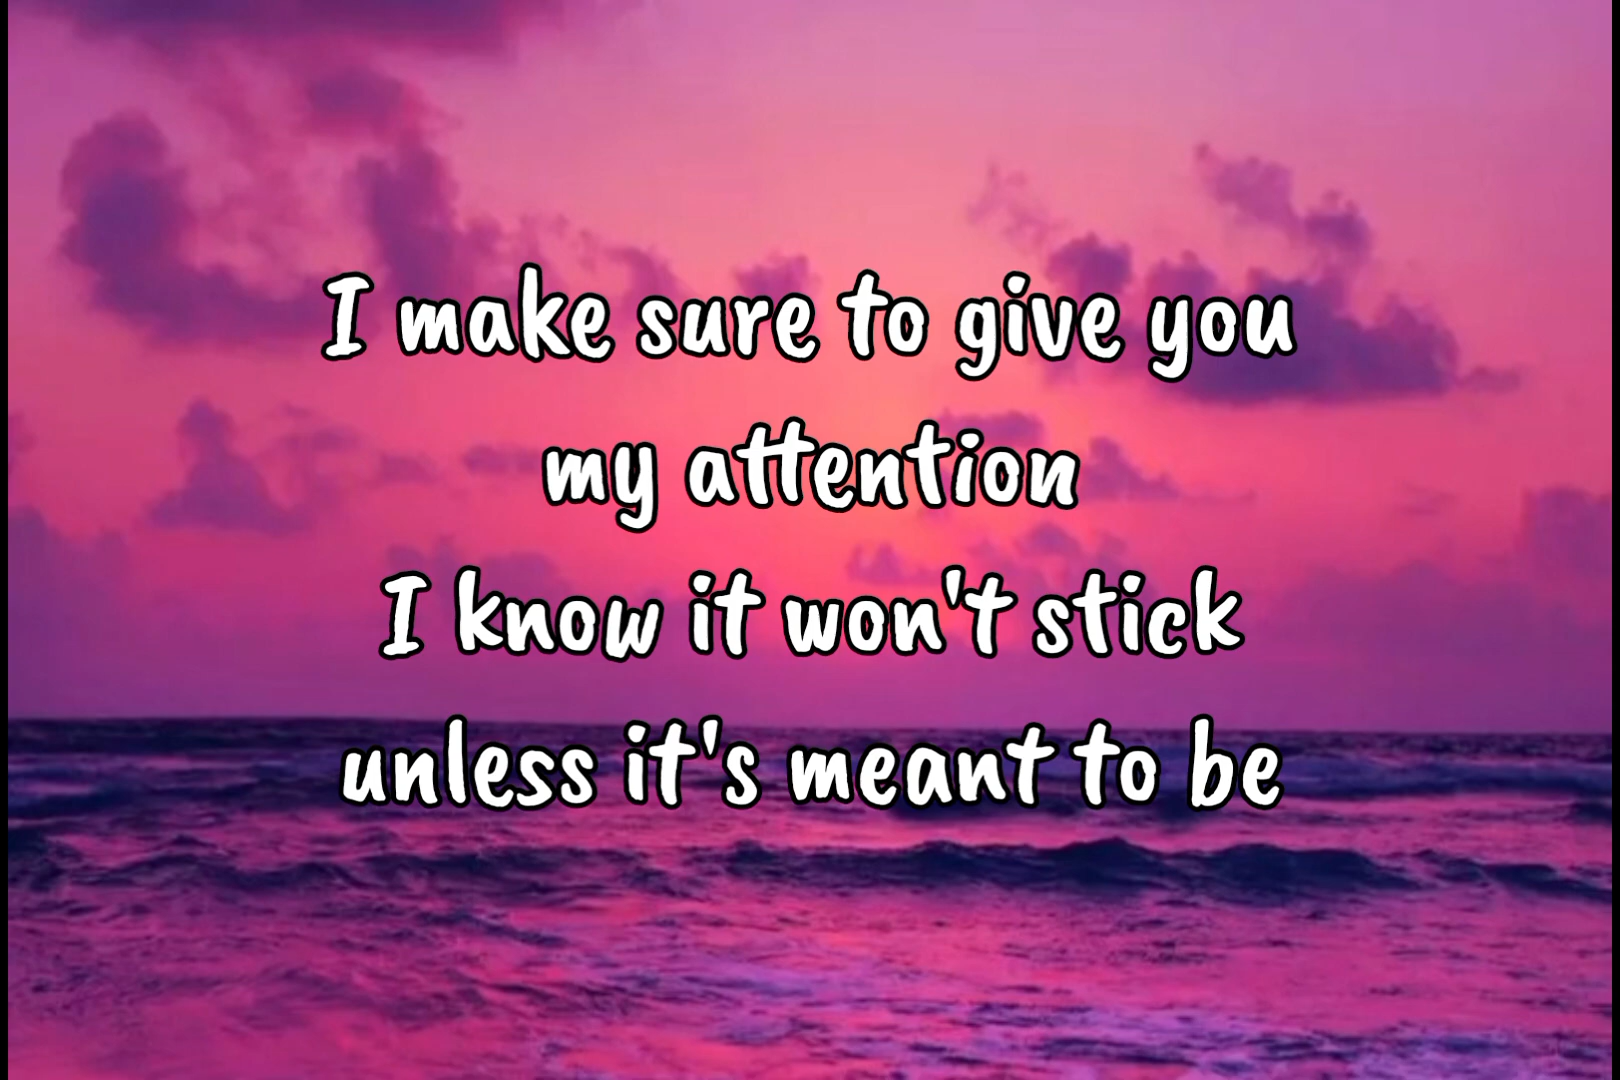 I make sure to give you
my attention
I know it won't stick
unless it's meant to be